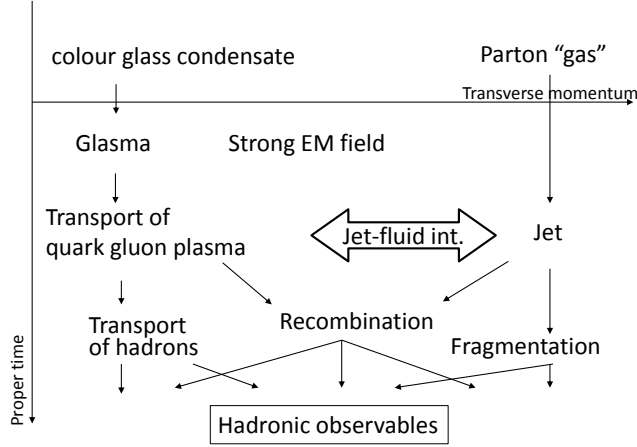 colour glass condensate
Parton “gas”
Transverse momentum
Glasma
Strong EM field
Transport of
quark gluon plasma
Jet-fluid int.
Jet
Transport
of hadrons
Recombination
Fragmentation
Hadronic observables
Proper time